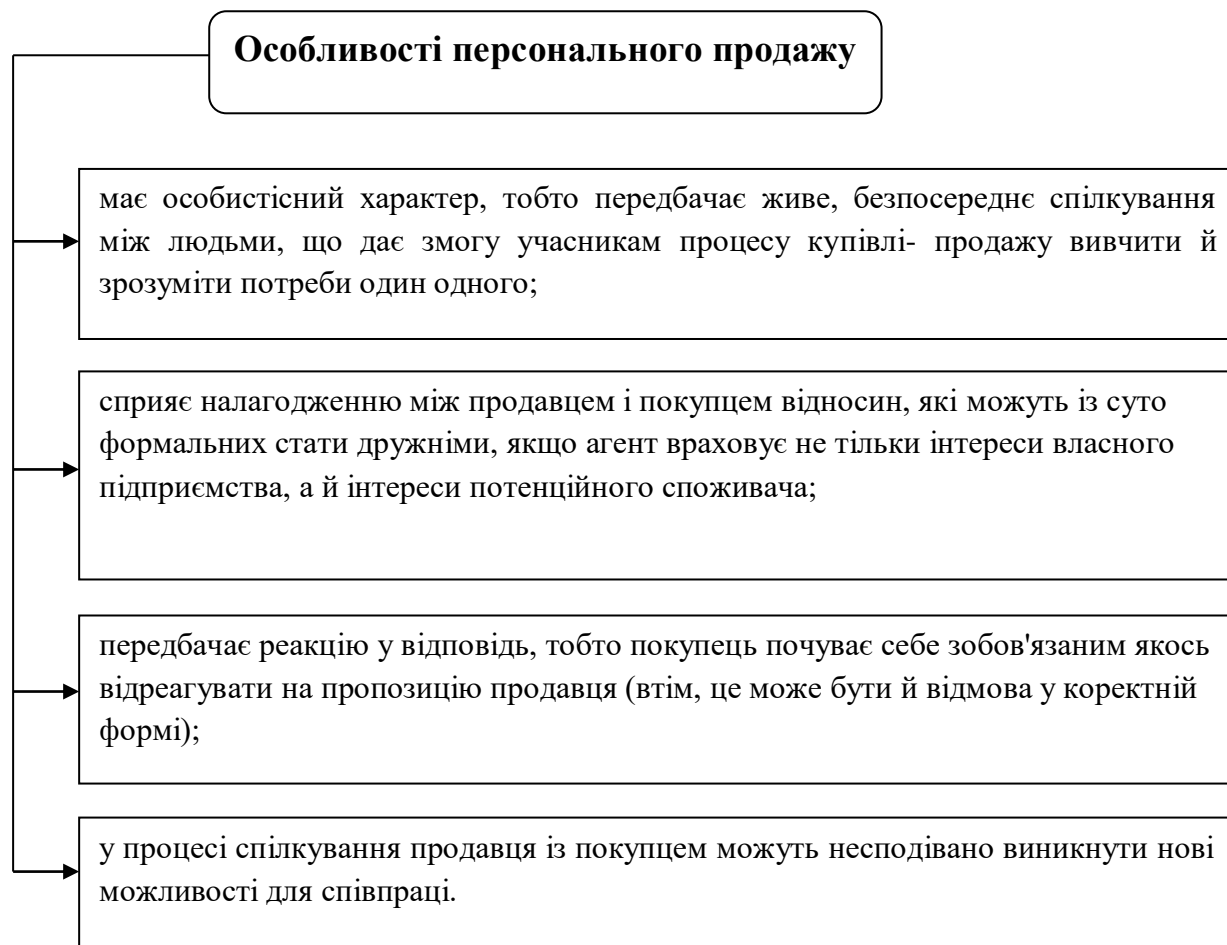 Особливості персонального продажу
має особистісний характер, тобто передбачає живе, безпосереднє спілкування
між людьми, що дає змогу учасникам процесу купівлі- продажу вивчити й
зрозуміти потреби один одного;
сприяє налагодженню між продавцем і покупцем відносин, які можуть із суто
формальних стати дружніми, якщо агент враховує не тільки інтереси власного
підприємства, а й інтереси потенційного споживача;
передбачає реакцію у відповідь, тобто покупець почуває себе зобов'язаним якось
відреагувати на пропозицію продавця (втім, це може бути й відмова у коректній
формі);
у процесі спілкування продавця із покупцем можуть несподівано виникнути нові
можливості для співпраці.